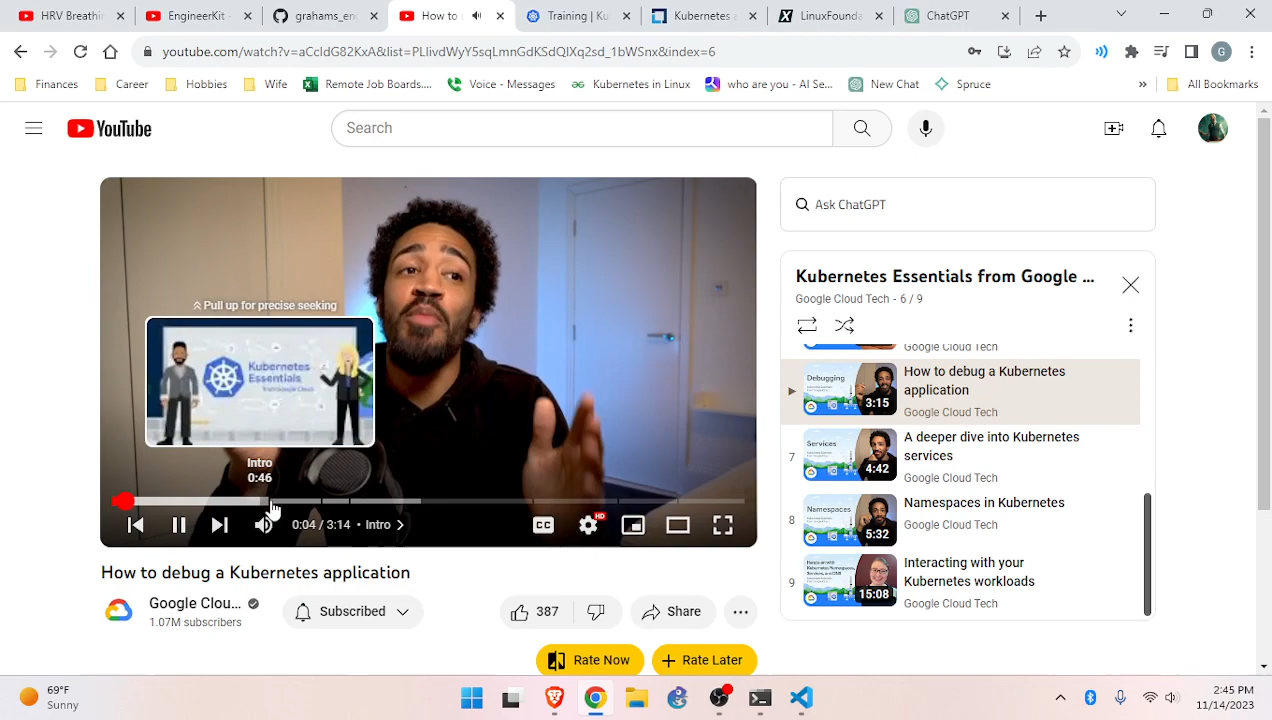 HRV Breathi
EngineerKit -
grahams_eng
How to
Training | Ku
Kubernetes a
LinuxFounda
ChatGPT
youtube.com/watch?v=aCcIdG82KxA&list=PLIivdWyY5sqLmnGdKSdQIXq2sd_1bWSnx&index=6
G
Finances
Career
Hobbies
Wife
Remote Job Boards....
Voice - Messages:
Kubernetes in Linux
who are you - AI Se...
New Chat
Spruce
»
All Bookmarks
YouTube
Search
Ask ChatGPT
Pull up for precise seeking
Kubernetes
Essentials
from Google Cloud
Intro
0:46
0:04 / 3:14 • Intro
CC
HD
How to debug a Kubernetes application
Google Clou...
1.07M subscribers
Subscribed
387
Share
Rate Now
Rate Later
Kubernetes Essentials from Google ...
Google Cloud Tech - 6 / 9
Google Cloud Tech
Debugging
3:15
How to debug a Kubernetes
application
Google Cloud Tech
7
Services
4:42
A deeper dive into Kubernetes
services
Google Cloud Tech
8
Namespaces
5:32
Namespaces in Kubernetes
Google Cloud Tech
9
15:08
Interacting with your
Kubernetes workloads
Google Cloud Tech
69°F
Sunny
2:45 PM
11/14/2023